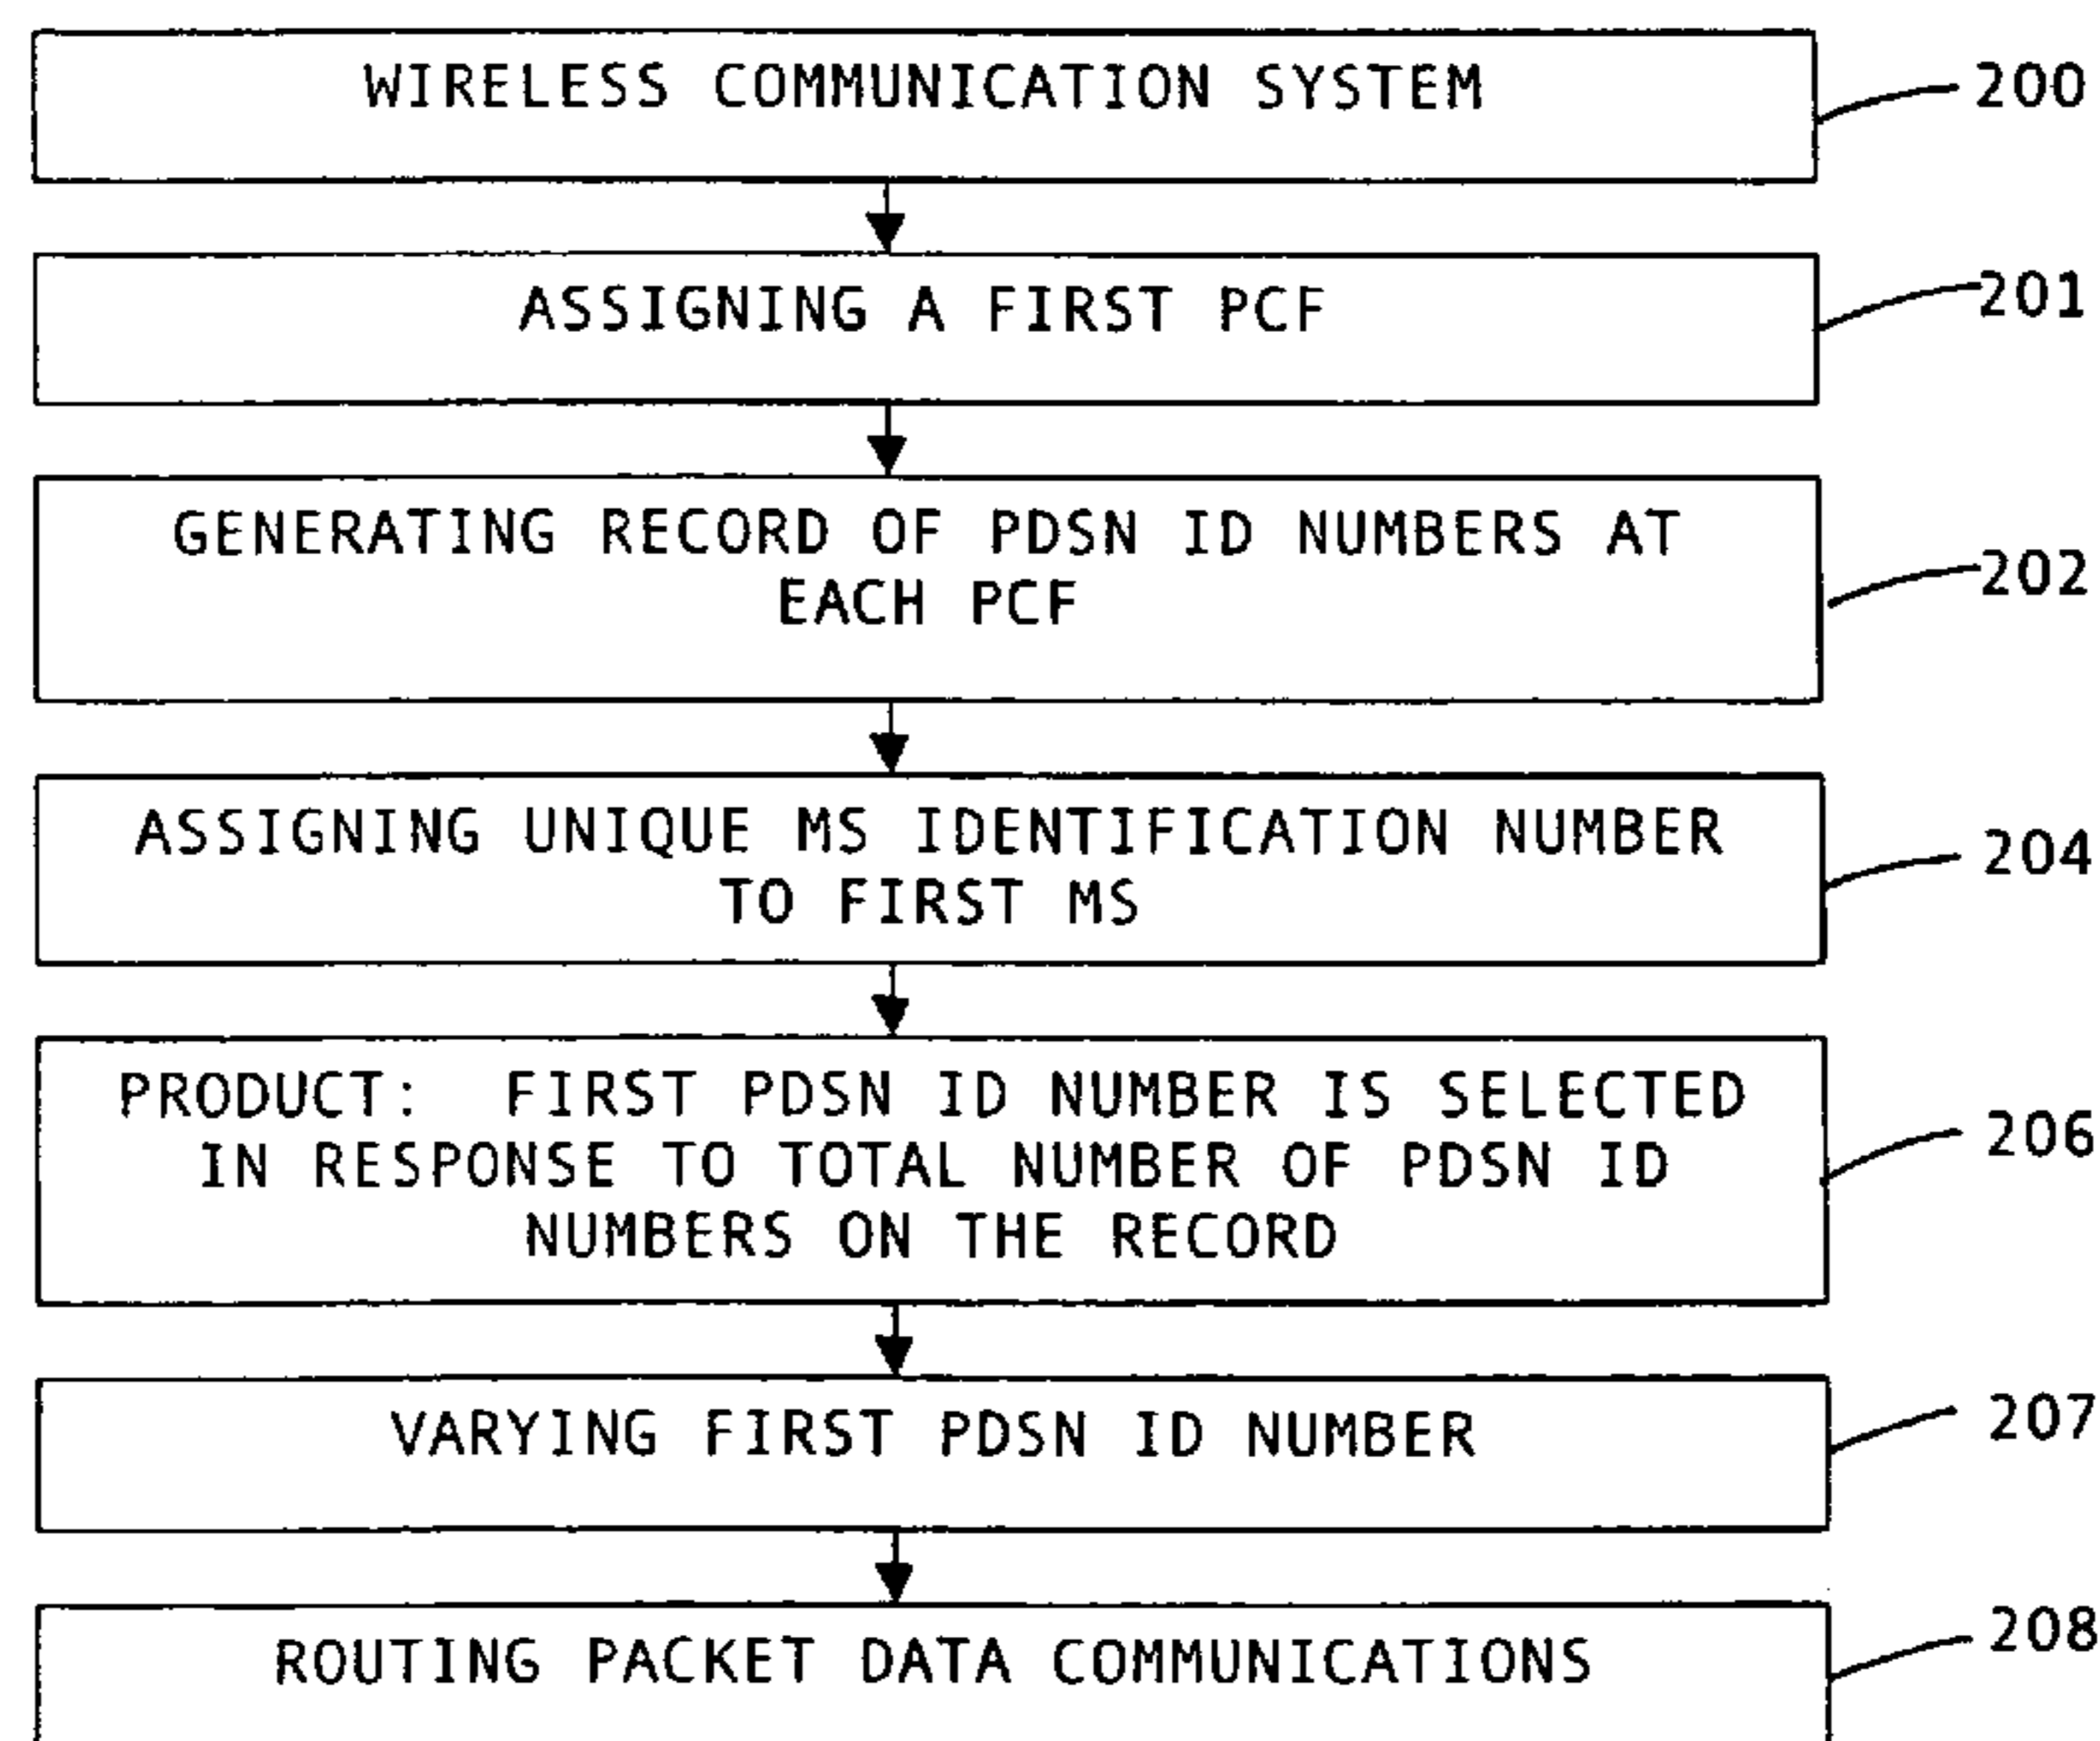 WIRELESS COMMUNICATION SYSTEM
200
ASSIGNING A FIRST PCF
201
GENERATING RECORD OF PDSN ID NUMBERS AT
EACH PCF
202
ASSIGNING UNIQUE MS IDENTIFICATION NUMBER
TO FIRST MS
204
PRODUCT: FIRST PDSN ID NUMBER IS SELECTED
IN RESPONSE TO TOTAL NUMBER OF PDSN ID
NUMBERS ON THE RECORD
206
VARYING FIRST PDSN ID NUMBER
207
ROUTING PACKET DATA COMMUNICATIONS
208